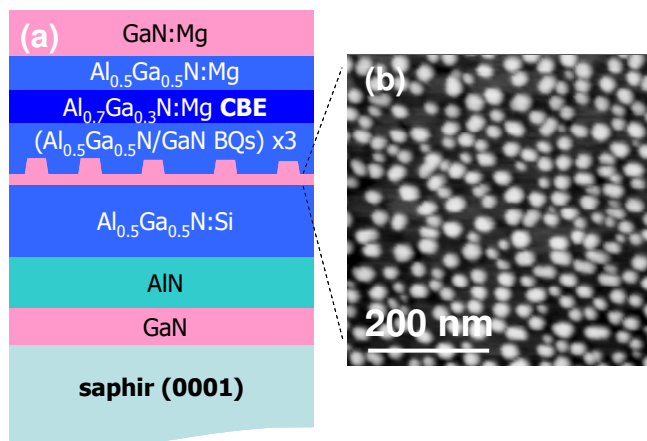 (a)
GaN:Mg
Al₀.₅Ga₀.₅N:Mg
Al₀.₇Ga₀.₃N:Mg CBE
(Al₀.₅Ga₀.₅N/GaN BQs) x3
Al₀.₅Ga₀.₅N:Si
AlN
GaN
saphir (0001)
(b)
200 nm